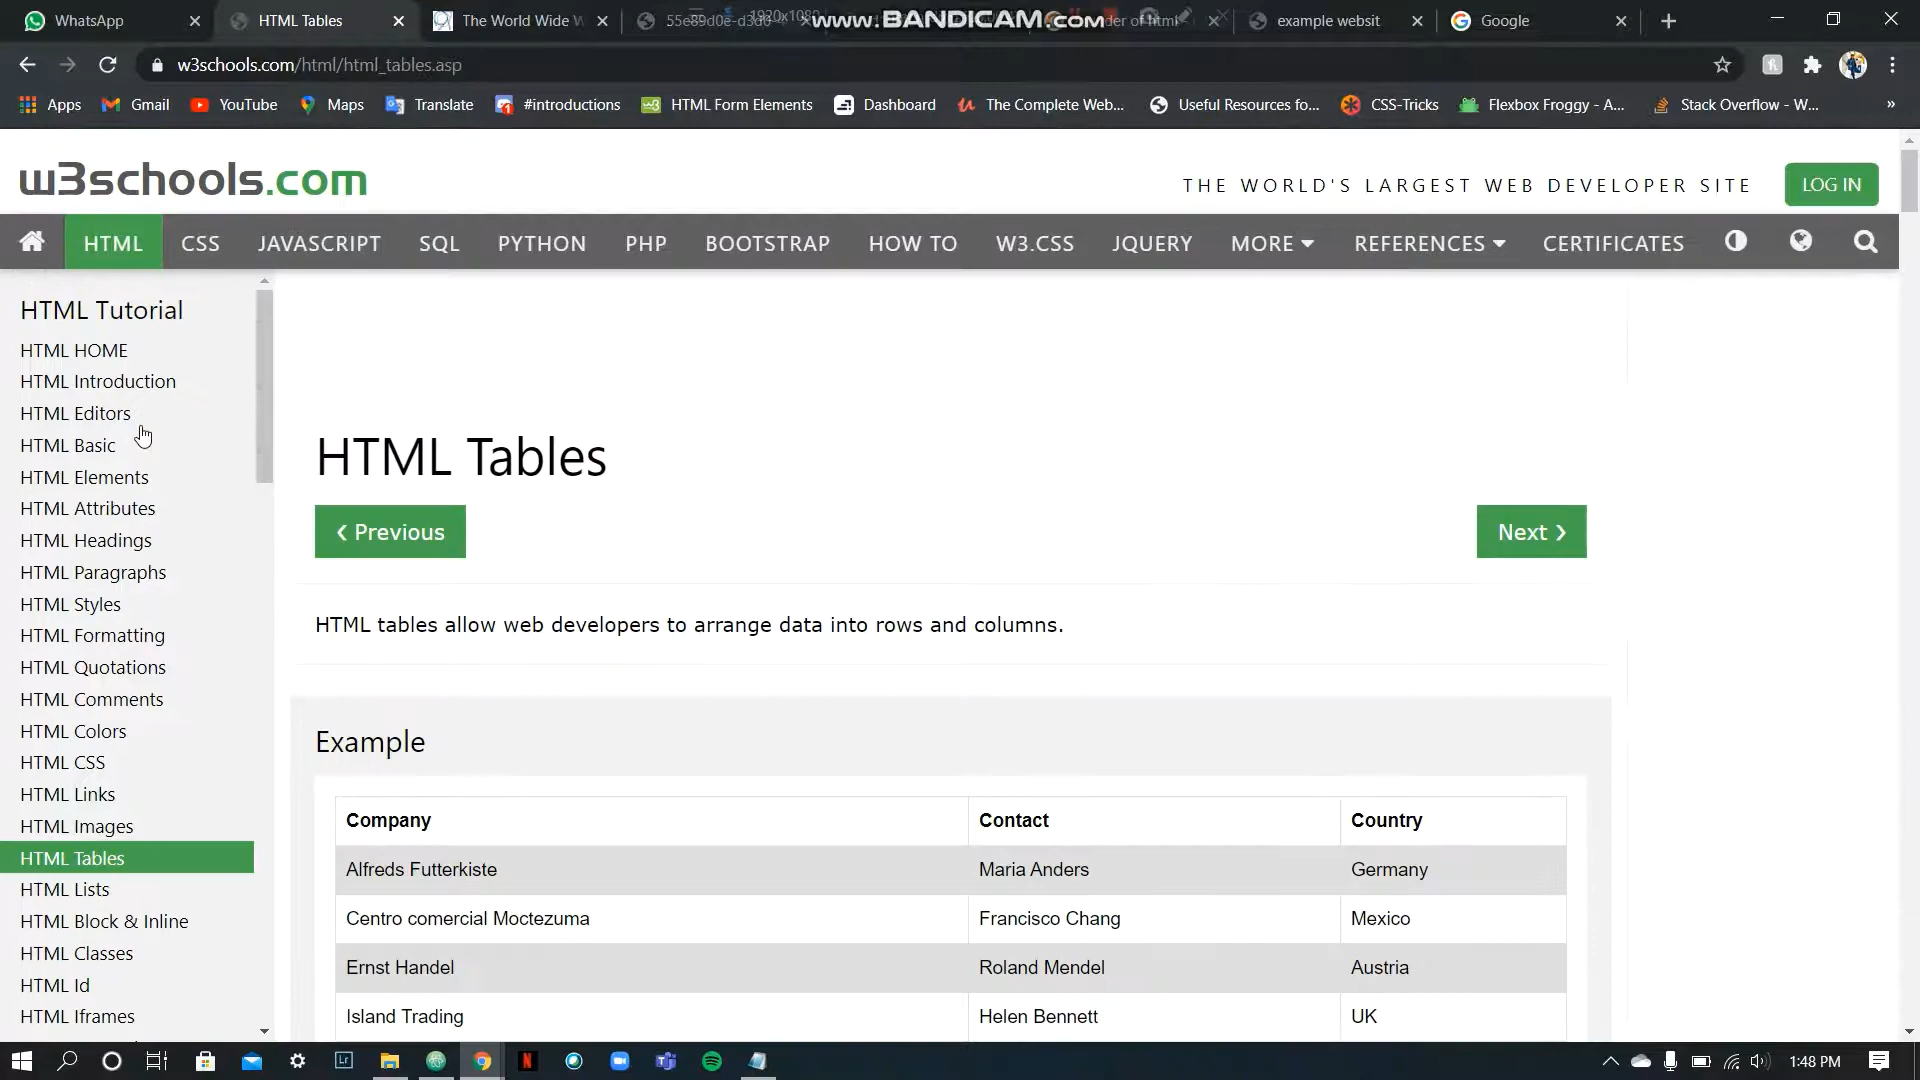 WhatsApp
HTML Tables
The World Wide W
55e89d0e-d3d6-
1920x1080
www.BANDICAM.com
der of html
example websit
Google
w3schools.com/html/html_tables.asp
Apps
Gmail
YouTube
Maps
Translate
#introductions
HTML Form Elements
Dashboard
The Complete Web...
Useful Resources fo...
CSS-Tricks
Flexbox Froggy - A...
Stack Overflow - W...
»
w3schools.com
THE WORLD'S LARGEST WEB DEVELOPER SITE
LOG IN
HTML
CSS
JAVASCRIPT
SQL
PYTHON
PHP
BOOTSTRAP
HOW TO
W3.CSS
JQUERY
MORE
REFERENCES
CERTIFICATES
HTML Tutorial
HTML HOME
HTML Introduction
HTML Editors
HTML Basic
HTML Elements
HTML Attributes
HTML Headings
HTML Paragraphs
HTML Styles
HTML Formatting
HTML Quotations
HTML Comments
HTML Colors
HTML CSS
HTML Links
HTML Images
HTML Tables
HTML Lists
HTML Block & Inline
HTML Classes
HTML Id
HTML Iframes
HTML Tables
❮ Previous
Next ❯
HTML tables allow web developers to arrange data into rows and columns.
Example
Company Contact Country
Alfreds Futterkiste Maria Anders Germany
Centro comercial Moctezuma Francisco Chang Mexico
Ernst Handel Roland Mendel Austria
Island Trading Helen Bennett UK
Lr
N
1:48 PM